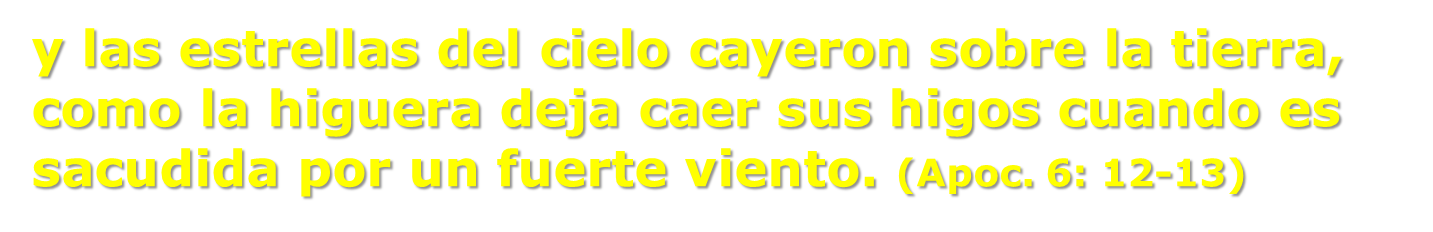 y las estrellas del cielo cayeron sobre la tierra,
como la higuera deja caer sus higos cuando es
sacudida por un fuerte viento. (Apoc. 6: 12-13)